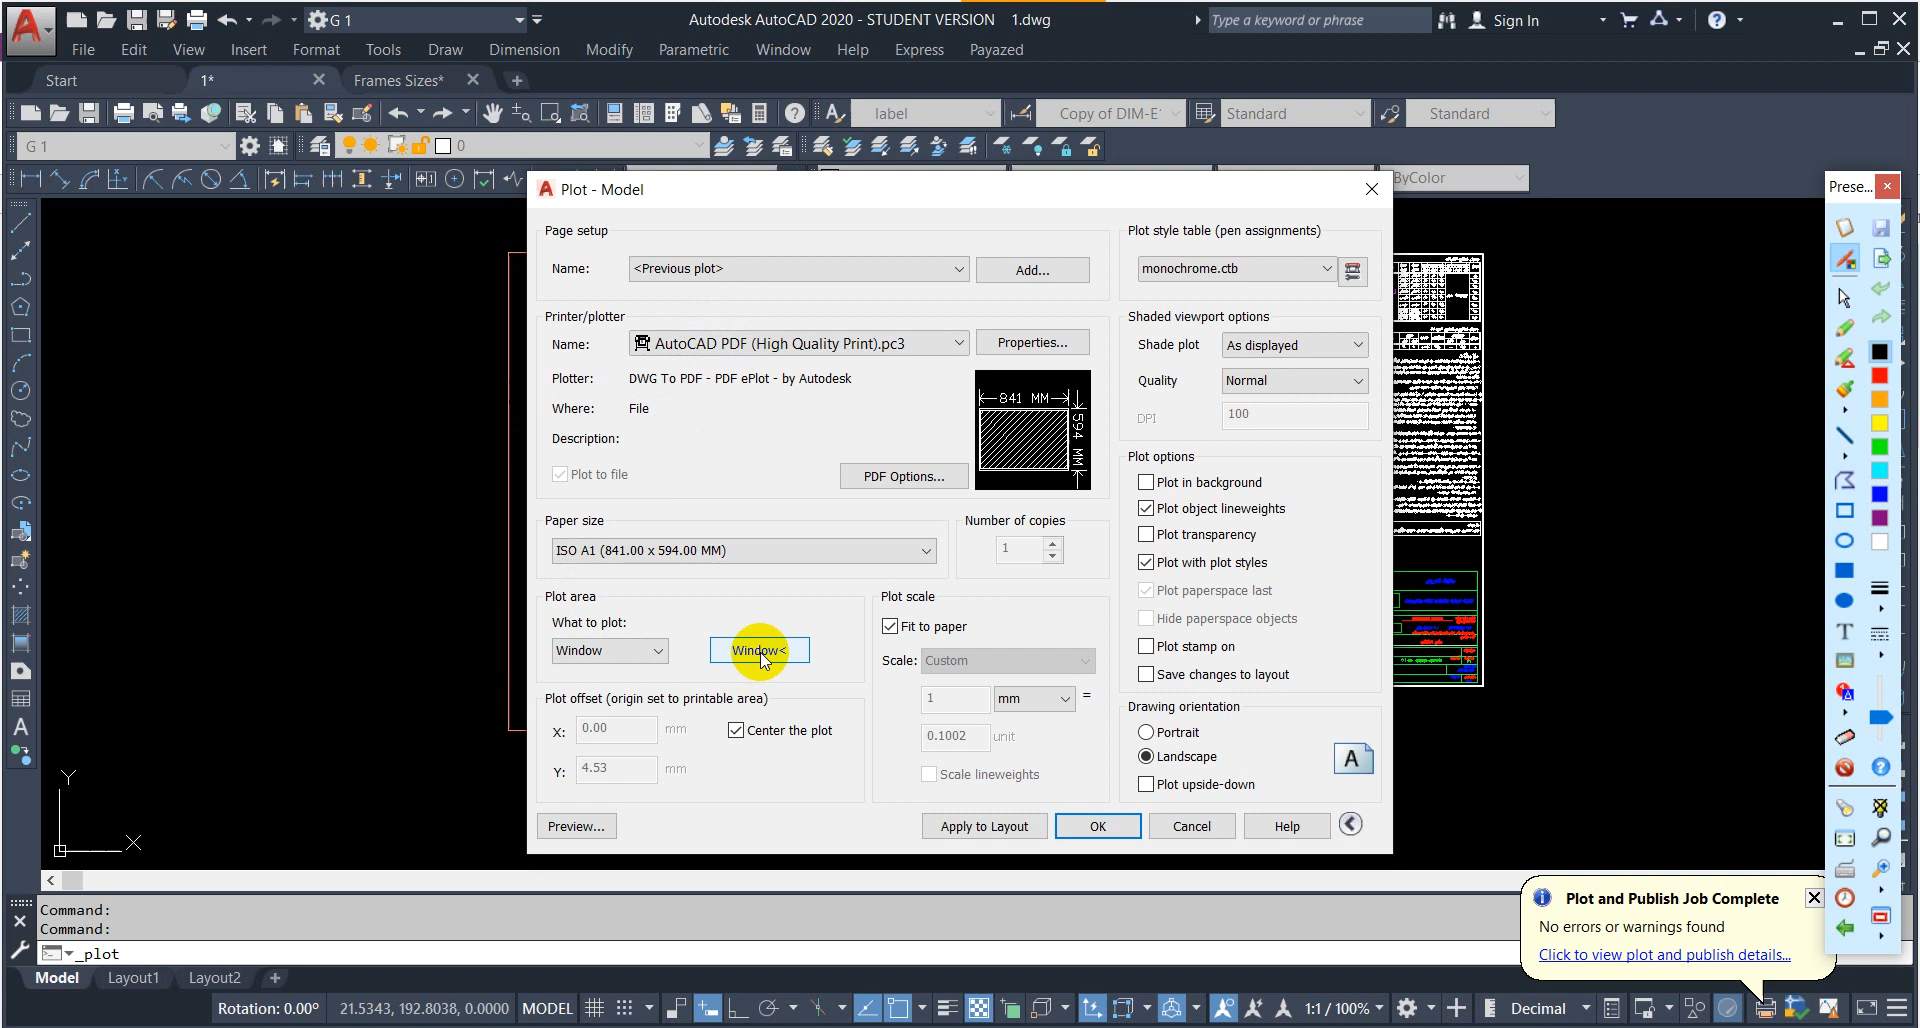 G 1
Autodesk AutoCAD 2020 - STUDENT VERSION 1.dwg
Type a keyword or phrase
Sign In
File Edit View Insert Format Tools Draw Dimension Modify Parametric Window Help Express Payazed
Start
1*
Frames Sizes*
label
Copy of DIM-E
Standard
Standard
G 1
0
ByColor
Prese...
Plot - Model
Page setup
Name:
<Previous plot>
Add...
Plot style table (pen assignments)
monochrome.ctb
Printer/plotter
Name:
AutoCAD PDF (High Quality Print).pc3
Properties...
Plotter:
DWG To PDF - PDF ePlot - by Autodesk
Where:
File
Description:
Plot to file
PDF Options...
841 MM
594 MM
Shaded viewport options
Shade plot
As displayed
Quality
Normal
DPI
100
Paper size
ISO A1 (841.00 x 594.00 MM)
Number of copies
1
Plot options
Plot in background
Plot object lineweights
Plot transparency
Plot with plot styles
Plot paperspace last
Hide paperspace objects
Plot stamp on
Save changes to layout
Plot area
What to plot:
Window
Window<
Plot scale
Fit to paper
Scale:
Custom
1
mm
=
0.1002
unit
Scale lineweights
Plot offset (origin set to printable area)
X:
0.00
mm
Center the plot
Y:
4.53
mm
Drawing orientation
Portrait
Landscape
Plot upside-down
A
Preview...
Apply to Layout
OK
Cancel
Help
Y
X
Command:
Command:
_plot
Plot and Publish Job Complete
No errors or warnings found
Click to view plot and publish details...
Model
Layout1
Layout2
Rotation: 0.00º
21.5343, 192.8038, 0.0000
MODEL
1:1 / 100%
Decimal